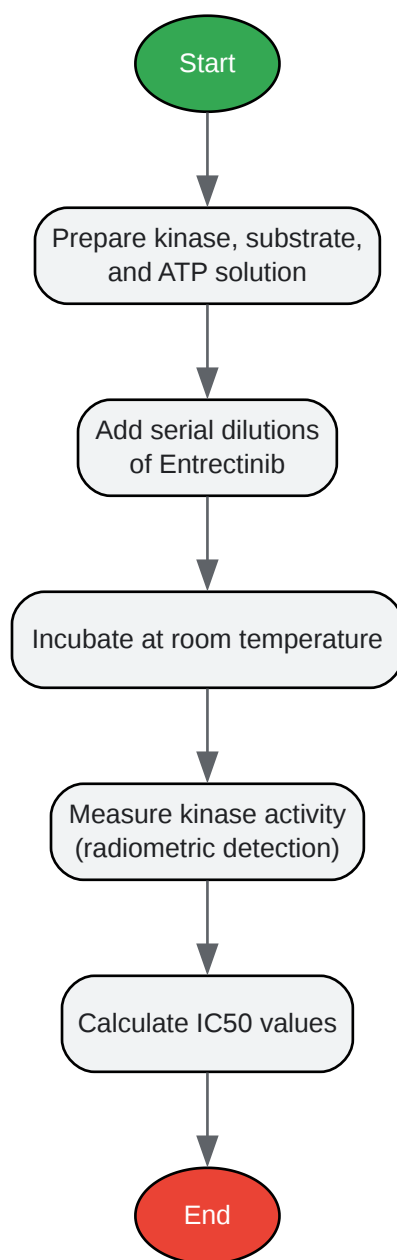 Start
Prepare kinase, substrate,
and ATP solution
Add serial dilutions
of Entrectinib
Incubate at room temperature
Measure kinase activity
(radiometric detection)
Calculate IC50 values
End